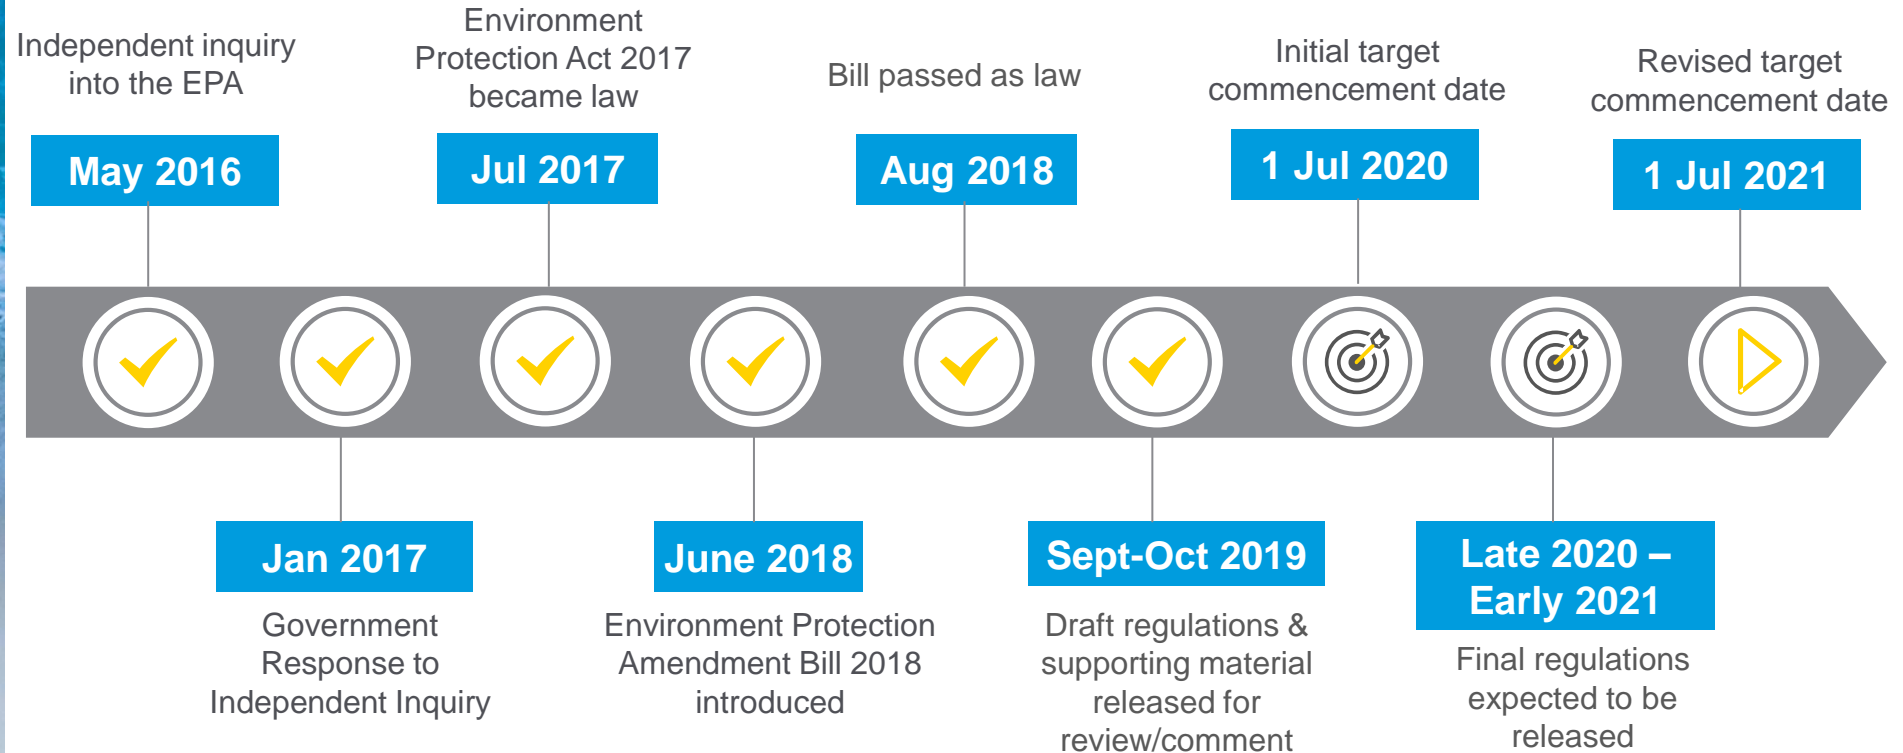 Independent inquiry
into the EPA
May 2016
Environment
Protection Act 2017
became law
Jul 2017
Bill passed as law
Aug 2018
Initial target
commencement date
1 Jul 2020
Revised target
commencement date
1 Jul 2021
Jan 2017
Government
Response to
Independent Inquiry
June 2018
Environment Protection
Amendment Bill 2018
introduced
Sept-Oct 2019
Draft regulations &
supporting material
released for
review/comment
Late 2020 –
Early 2021
Final regulations
expected to be
released